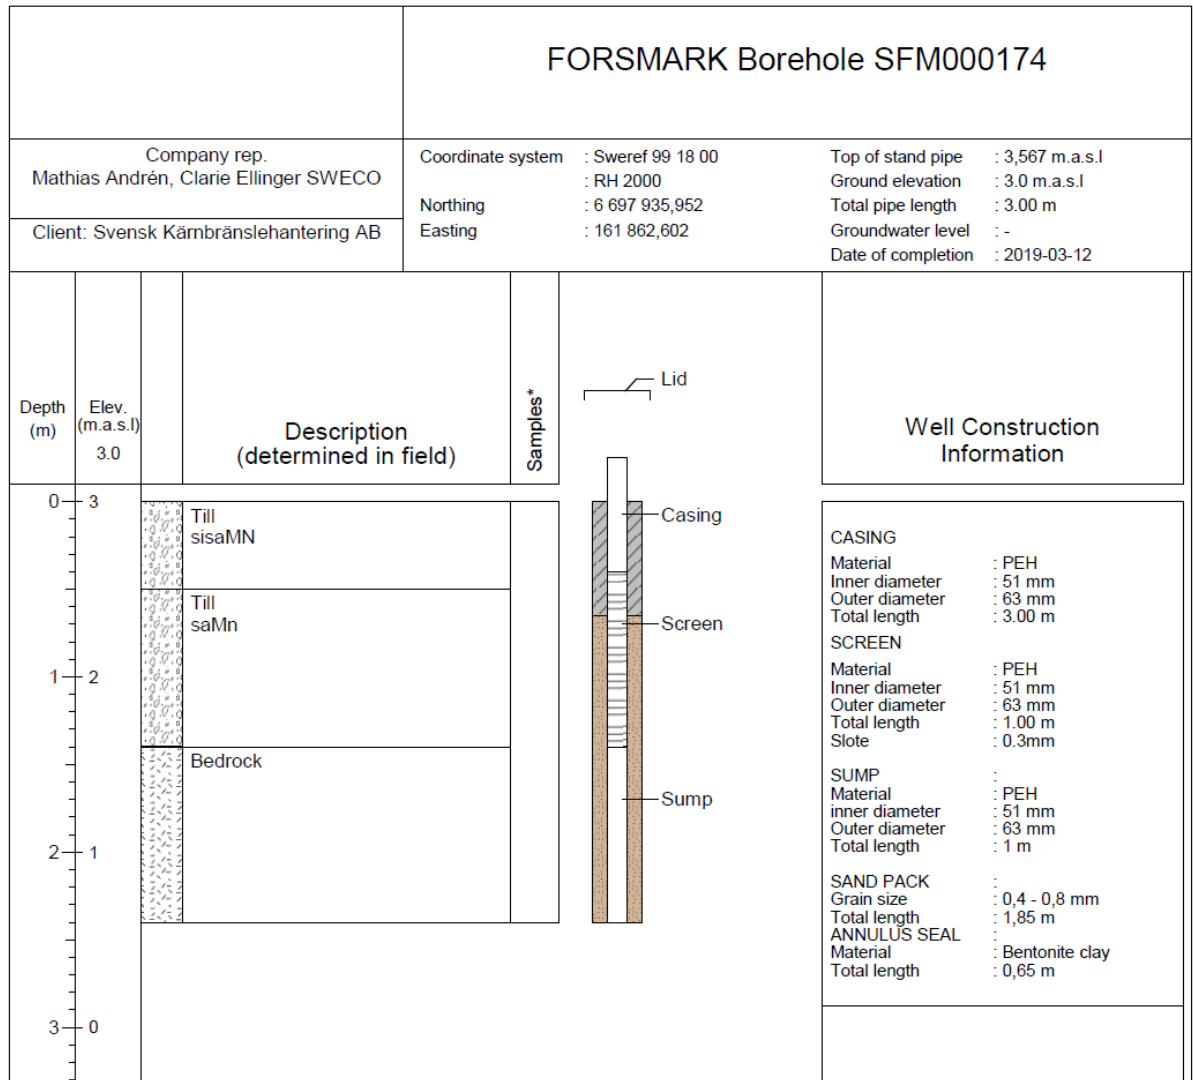 FORSMARK Borehole SFM000174
Company rep.
Mathias Andrén, Clarie Ellinger SWECO
Client: Svensk Kärnbränslehantering AB
Coordinate system : Sweref 99 18 00
: RH 2000
Northing : 6 697 935,952
Easting : 161 862,602
Top of stand pipe : 3,567 m.a.s.l
Ground elevation : 3.0 m.a.s.l
Total pipe length : 3.00 m
Groundwater level : -
Date of completion : 2019-03-12
Depth
(m)
Elev.
(m.a.s.l)
3.0
Description
(determined in field)
Samples*
Lid
Well Construction
Information
0 3
Till
sisaMN
Till
saMn
1 2
Bedrock
2 1
3 0
Casing
Screen
Sump
CASING
Material : PEH
Inner diameter : 51 mm
Outer diameter : 63 mm
Total length : 3.00 m
SCREEN
Material : PEH
Inner diameter : 51 mm
Outer diameter : 63 mm
Total length : 1.00 m
Slote : 0.3mm
SUMP :
Material : PEH
inner diameter : 51 mm
Outer diameter : 63 mm
Total length : 1 m
SAND PACK :
Grain size : 0,4 - 0,8 mm
Total length : 1,85 m
ANNULUS SEAL :
Material : Bentonite clay
Total length : 0,65 m